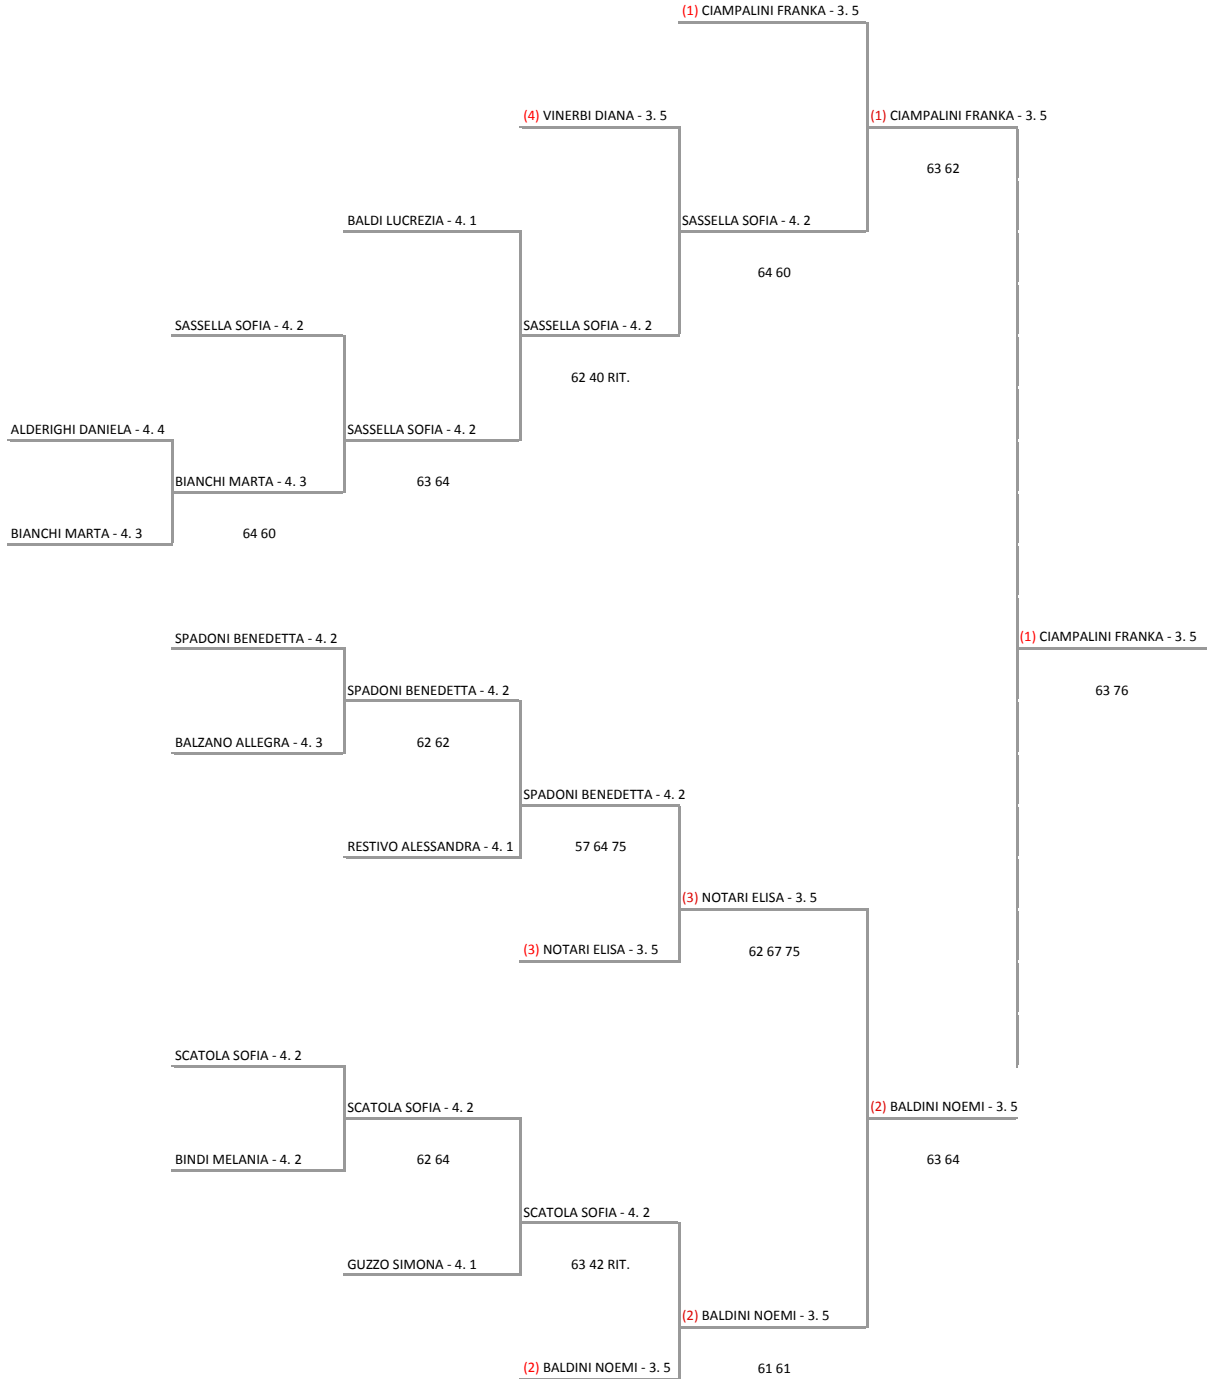 (1) CIAMPALINI FRANKA - 3. 5
(4) VINERBI DIANA - 3. 5
(1) CIAMPALINI FRANKA - 3. 5
63 62
BALDI LUCREZIA - 4. 1
SASSELLA SOFIA - 4. 2
64 60
SASSELLA SOFIA - 4. 2
SASSELLA SOFIA - 4. 2
62 40 RIT.
ALDERIGHI DANIELA - 4. 4
SASSELLA SOFIA - 4. 2
BIANCHI MARTA - 4. 3
63 64
BIANCHI MARTA - 4. 3
64 60
SPADONI BENEDETTA - 4. 2
(1) CIAMPALINI FRANKA - 3. 5
SPADONI BENEDETTA - 4. 2
63 76
BALZANO ALLEGRA - 4. 3
62 62
SPADONI BENEDETTA - 4. 2
RESTIVO ALESSANDRA - 4. 1
57 64 75
(3) NOTARI ELISA - 3. 5
(3) NOTARI ELISA - 3. 5
62 67 75
SCATOLA SOFIA - 4. 2
SCATOLA SOFIA - 4. 2
(2) BALDINI NOEMI - 3. 5
BINDI MELANIA - 4. 2
62 64
63 64
SCATOLA SOFIA - 4. 2
GUZZO SIMONA - 4. 1
63 42 RIT.
(2) BALDINI NOEMI - 3. 5
(2) BALDINI NOEMI - 3. 5
61 61